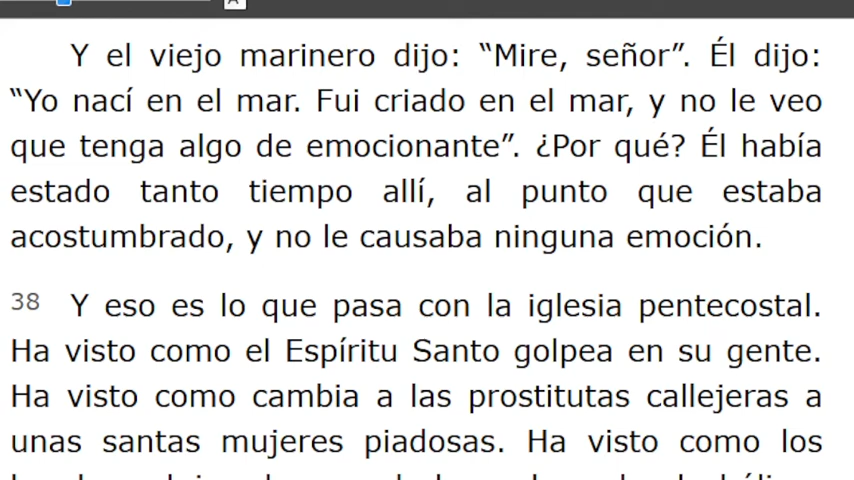 Y el viejo marinero dijo: “Mire, señor”. Él dijo:
“Yo nací en el mar. Fui criado en el mar, y no le veo
que tenga algo de emocionante”. ¿Por qué? Él había
estado tanto tiempo allí, al punto que estaba
acostumbrado, y no le causaba ninguna emoción.
38 Y eso es lo que pasa con la iglesia pentecostal.
Ha visto como el Espíritu Santo golpea en su gente.
Ha visto como cambia a las prostitutas callejeras a
unas santas mujeres piadosas. Ha visto como los